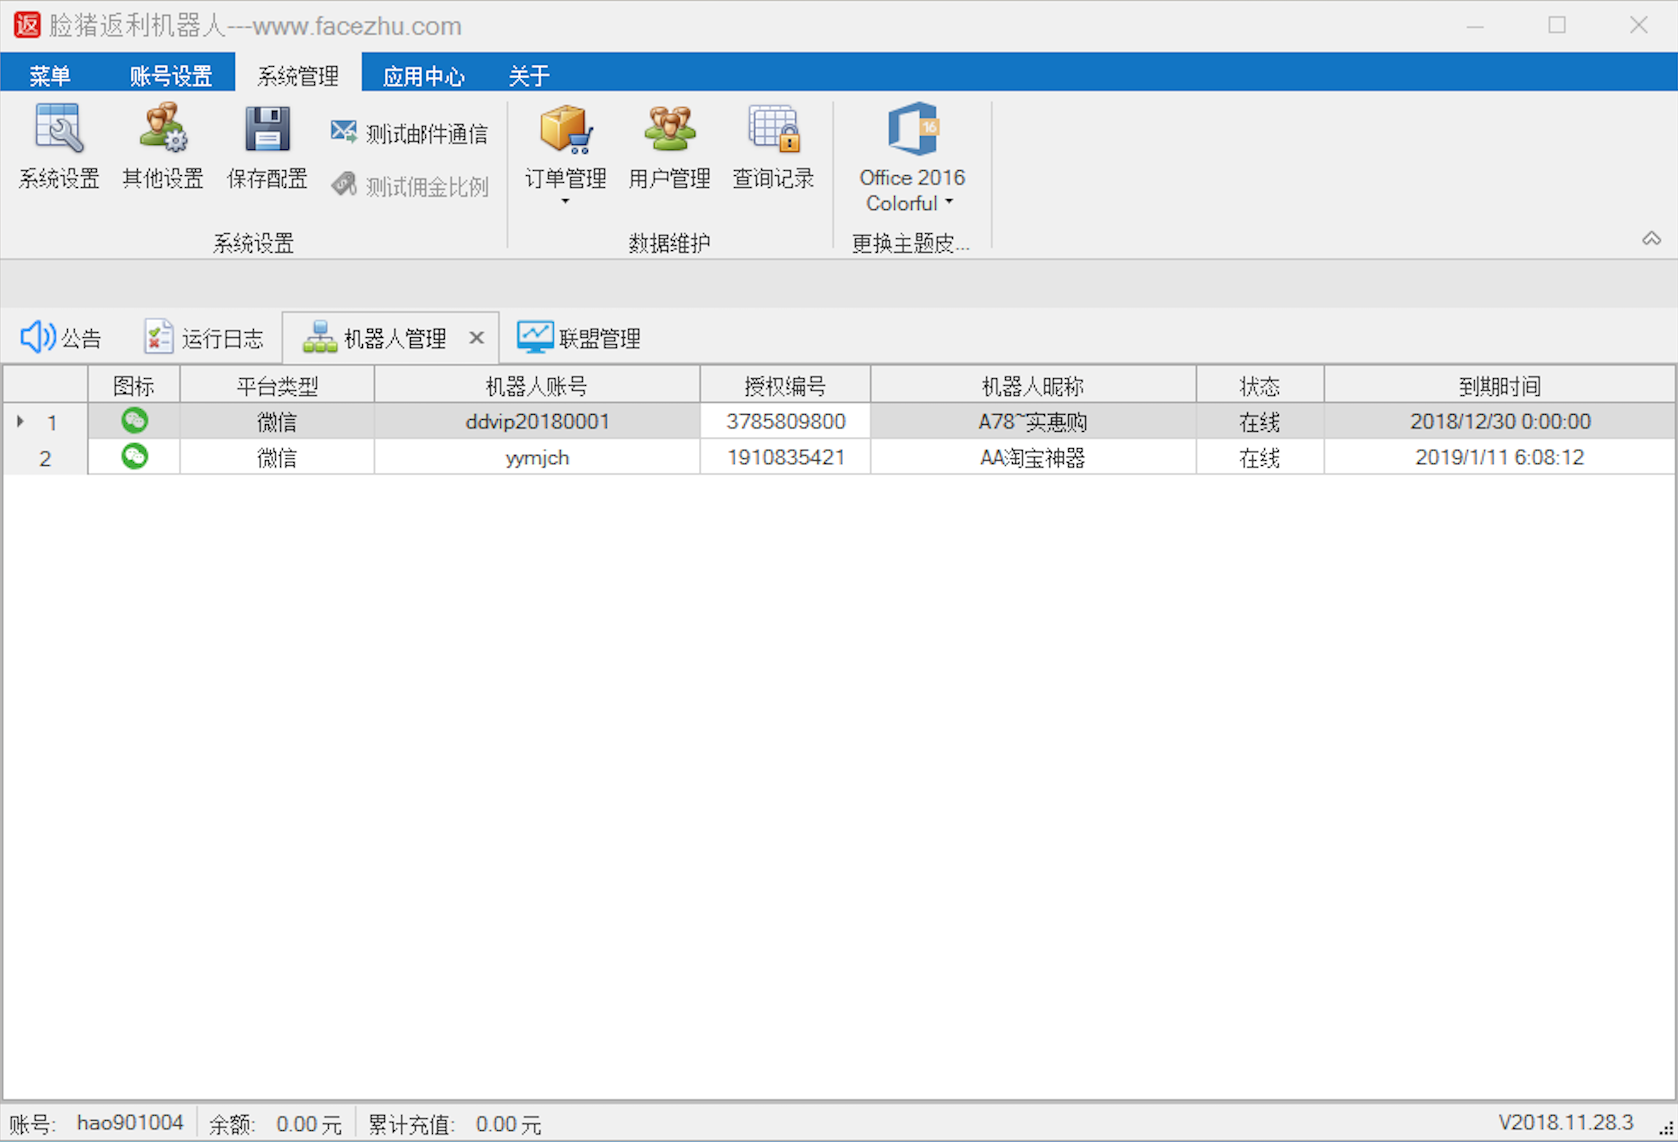 返 脸猪返利机器人---www.facezhu.com
菜单 账号设置 系统管理 应用中心 关于
系统设置 其他设置 保存配置 测试邮件通信 测试佣金比例 订单管理 用户管理 查询记录 16 Office 2016 Colorful
系统设置 数据维护 更换主题皮...
公告 运行日志 机器人管理 联盟管理
图标 平台类型 机器人账号 授权编号 机器人昵称 状态 到期时间
1 微信 ddvip20180001 3785809800 A78~实惠购 在线 2018/12/30 0:00:00
2 微信 yymjch 1910835421 AA淘宝神器 在线 2019/1/11 6:08:12
账号: hao901004 余额: 0.00 元 累计充值: 0.00 元 V2018.11.28.3